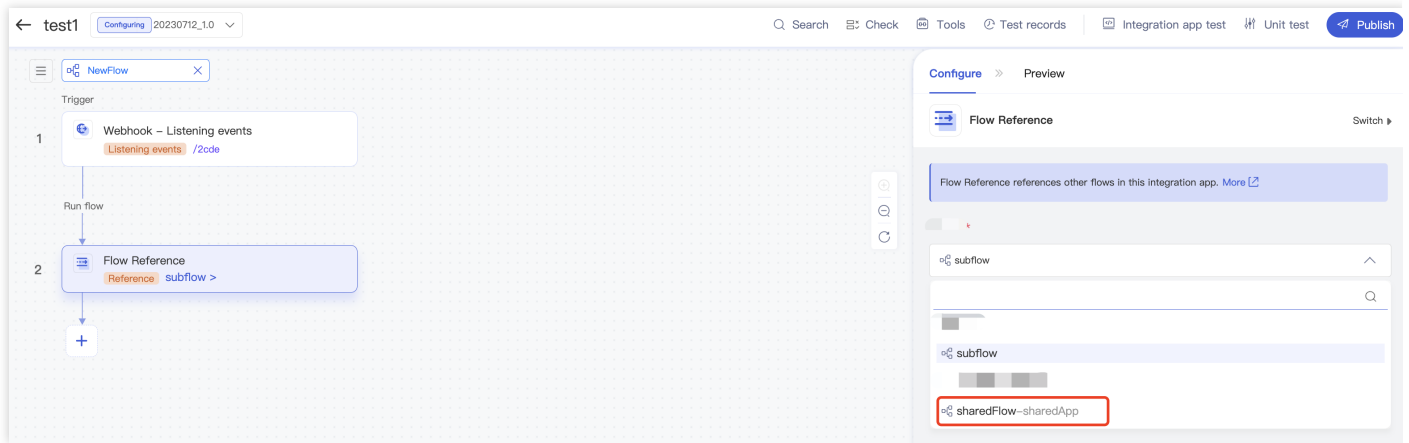 ← test1 Configuring 20230712_1.0 Search Check Tools Test records Integration app test Unit test Publish
NewFlow
Trigger
1
Webhook – Listening events
Listening events /2cde
Run flow
2
Flow Reference
Reference subflow >
+
Configure » Preview
Flow Reference Switch
Flow Reference references other flows in this integration app. More
subflow
subflow
sharedFlow-sharedApp